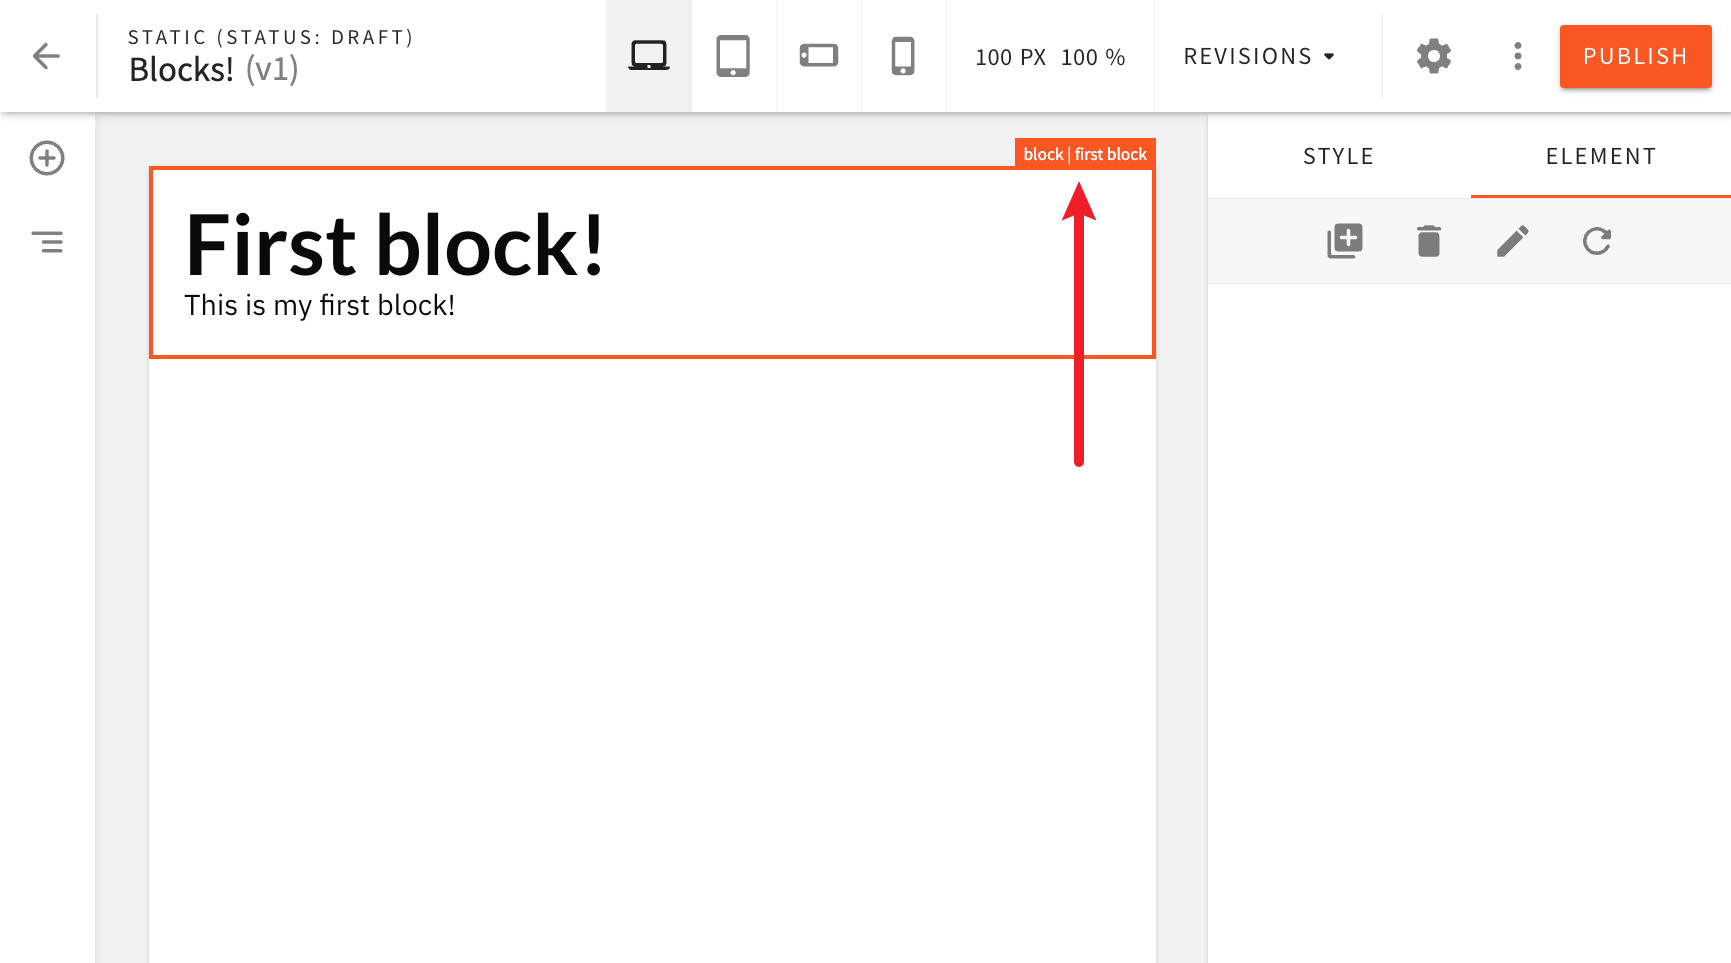 STATIC (STATUS: DRAFT)
Blocks! (v1)
100 PX 100 %
REVISIONS
PUBLISH
STYLE
ELEMENT
block | first block
First block!
This is my first block!